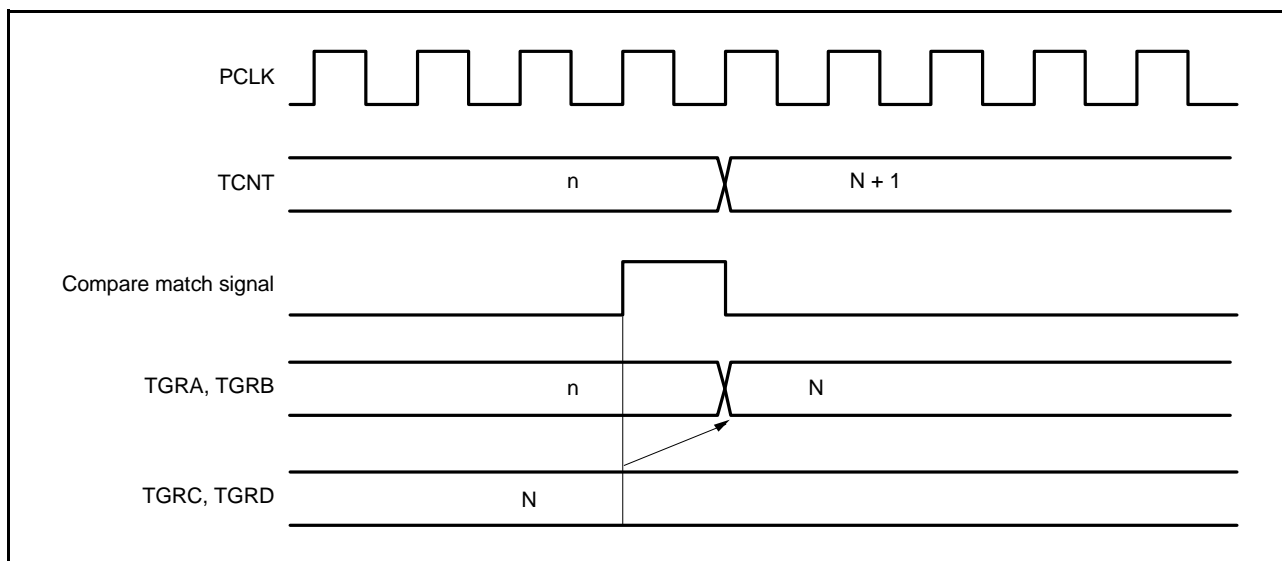 PCLK
TCNT n N + 1
Compare match signal
TGRA, TGRB n N
TGRC, TGRD N